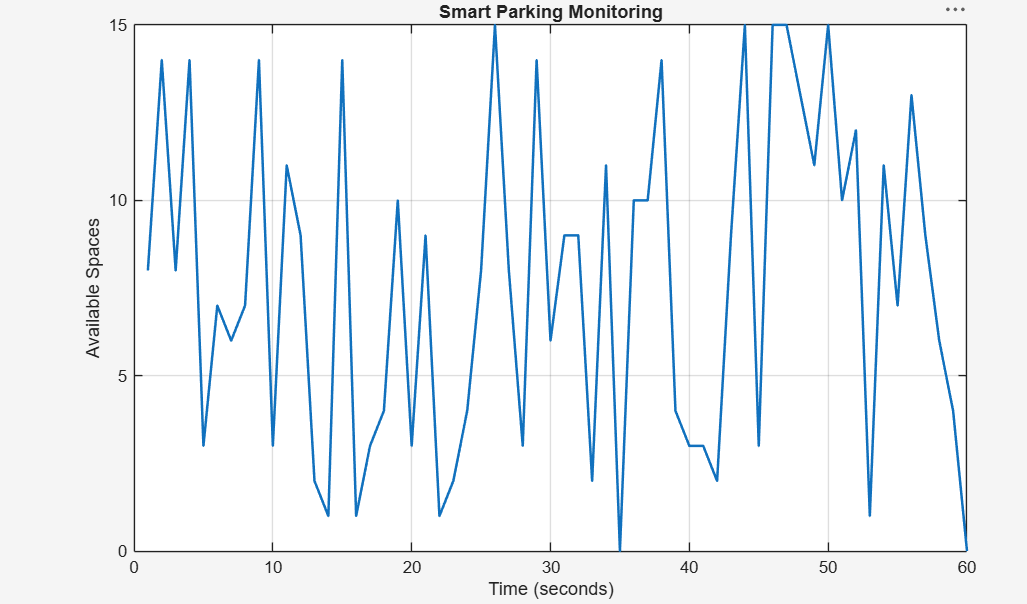 Smart Parking Monitoring
15
10
5
0
Available Spaces
0 10 20 30 40 50 60
Time (seconds)